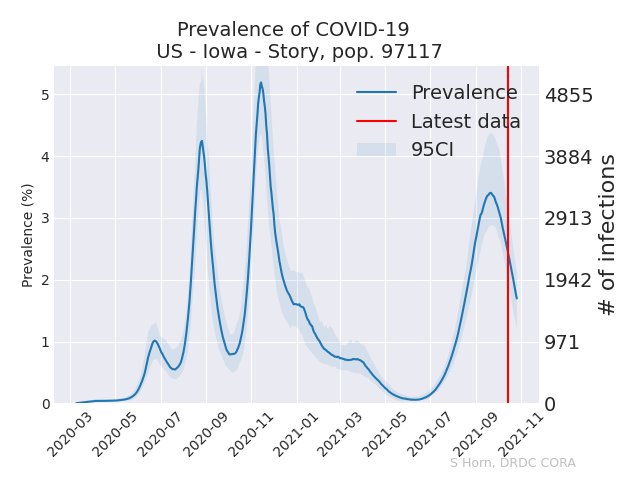 Prevalence of COVID-19
US - Iowa - Story, pop. 97117
Prevalence
Latest data
95CI
Prevalence (%)
5
4
3
2
1
0
4855
3884
2913
1942
971
0
# of infections
2020-03
2020-05
2020-07
2020-09
2020-11
2021-01
2021-03
2021-05
2021-07
2021-09
2021-11
S Horn, DRDC CORA